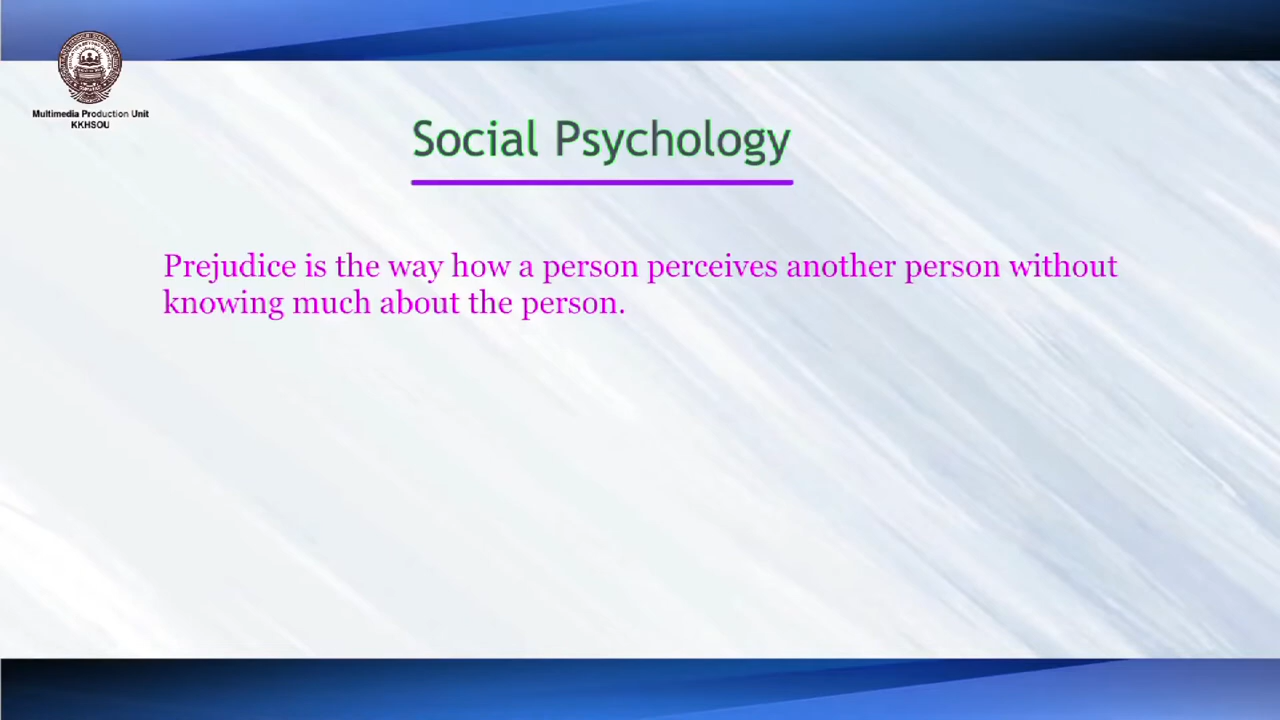 Multimedia Production Unit
KKHSOU
Social Psychology
Prejudice is the way how a person perceives another person without
knowing much about the person.